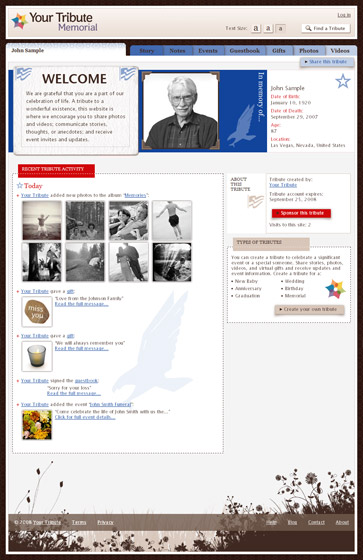 Your Tribute
Memorial
Log in
Text Size: a a a
Find a Tribute
John Sample
Story Notes Events Guestbook Gifts Photos Videos
Share this tribute
WELCOME
We are grateful that you are a part of our
celebration of life. A tribute to a
wonderful existence, this website is
where we encourage you to share photos
and videos; communicate stories,
thoughts, or anecdotes; and receive
event invites and updates.
In memory of...
John Sample
Date of Birth:
January 10, 1920
Date of Death:
September 29, 2007
Age:
87
Location:
Las Vegas, Nevada, United States
RECENT TRIBUTE ACTIVITY
Today
Your Tribute added new photos to the album "Memories":
Your Tribute gave a gift:
miss
you
"Love from the Johnson Family"
Read the full message...
Your Tribute gave a gift:
"We will always remember you"
Read the full message...
Your Tribute signed the guestbook:
"Sorry for your loss"
Read the full message...
Your Tribute added the event "John Smith Funeral":
"Come celebrate the life of John Smith with the..."
Click for full event details...
ABOUT
THIS
TRIBUTE
Tribute created by:
Your Tribute
Tribute account expires:
September 25, 2008
Sponsor this tribute
Visits to this site: 2
TYPES OF TRIBUTES
You can create a tribute to celebrate a significant
event or a special someone. Share stories, photos,
videos, and virtual gifts and receive updates and
event information. Create a tribute for a:
• New Baby • Wedding
• Anniversary • Birthday
• Graduation • Memorial
Create your own tribute
© 2008 Your Tribute Terms Privacy
Help Blog Contact About